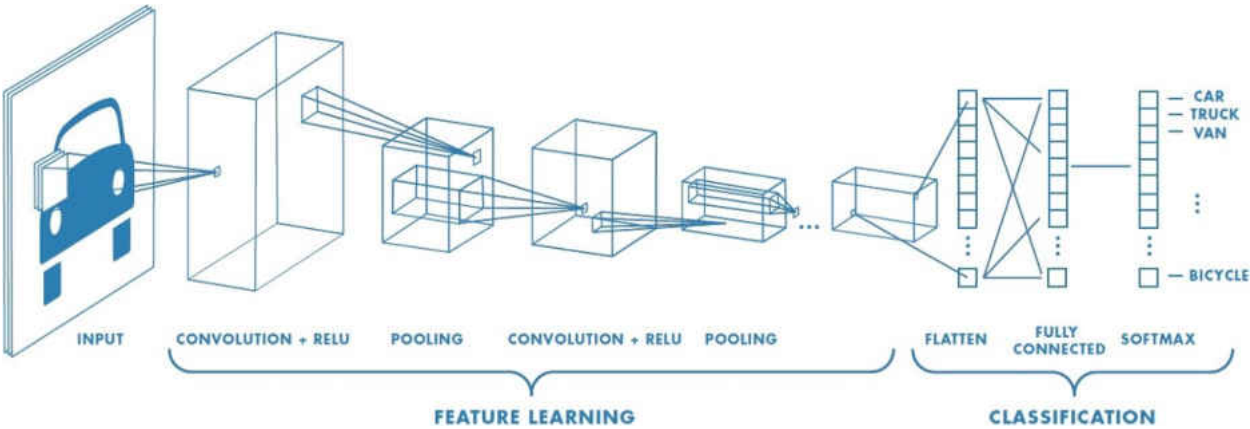 CAR
TRUCK
VAN
BICYCLE
INPUT
CONVOLUTION + RELU
POOLING
CONVOLUTION + RELU
POOLING
FLATTEN
FULLY
CONNECTED
SOFTMAX
FEATURE LEARNING
CLASSIFICATION